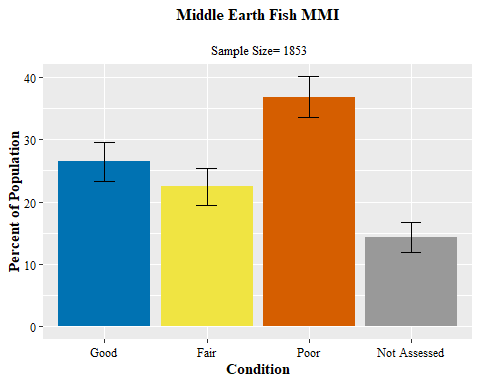 Middle Earth Fish MMI
Sample Size= 1853
Percent of Population
40
30
20
10
0
Good Fair Poor Not Assessed
Condition